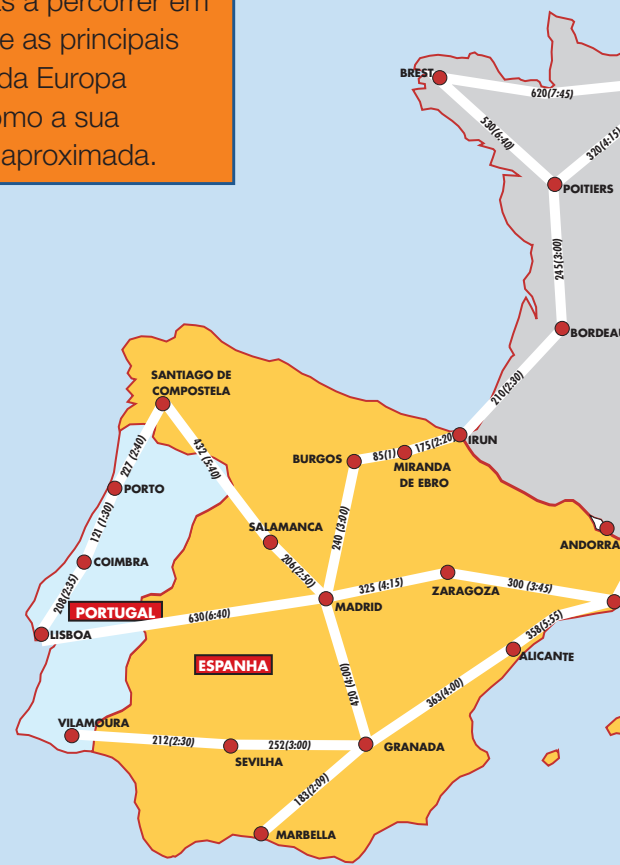 as a percorrer em
e as principais
da Europa
omo a sua
aproximada.
BREST
620(7:45)
530(6:40)
320(4:15)
POITIERS
245(3:00)
BORDEAU
210(2:30)
SANTIAGO DE
COMPOSTELA
227 (2:40)
432 (5:40)
BURGOS
85(1)
175(2:20)
IRUN
MIRANDA
DE EBRO
PORTO
121 (1:30)
SALAMANCA
240 (3:00)
ANDORRA
COIMBRA
206(2:50)
325 (4:15)
ZARAGOZA
300 (3:45)
208(2:35)
PORTUGAL
630(6:40)
MADRID
LISBOA
358(5:55)
ESPANHA
ALICANTE
420 (4:00)
363(4:00)
VILAMOURA
212(2:30)
252(3:00)
GRANADA
SEVILHA
183(2:09)
MARBELLA